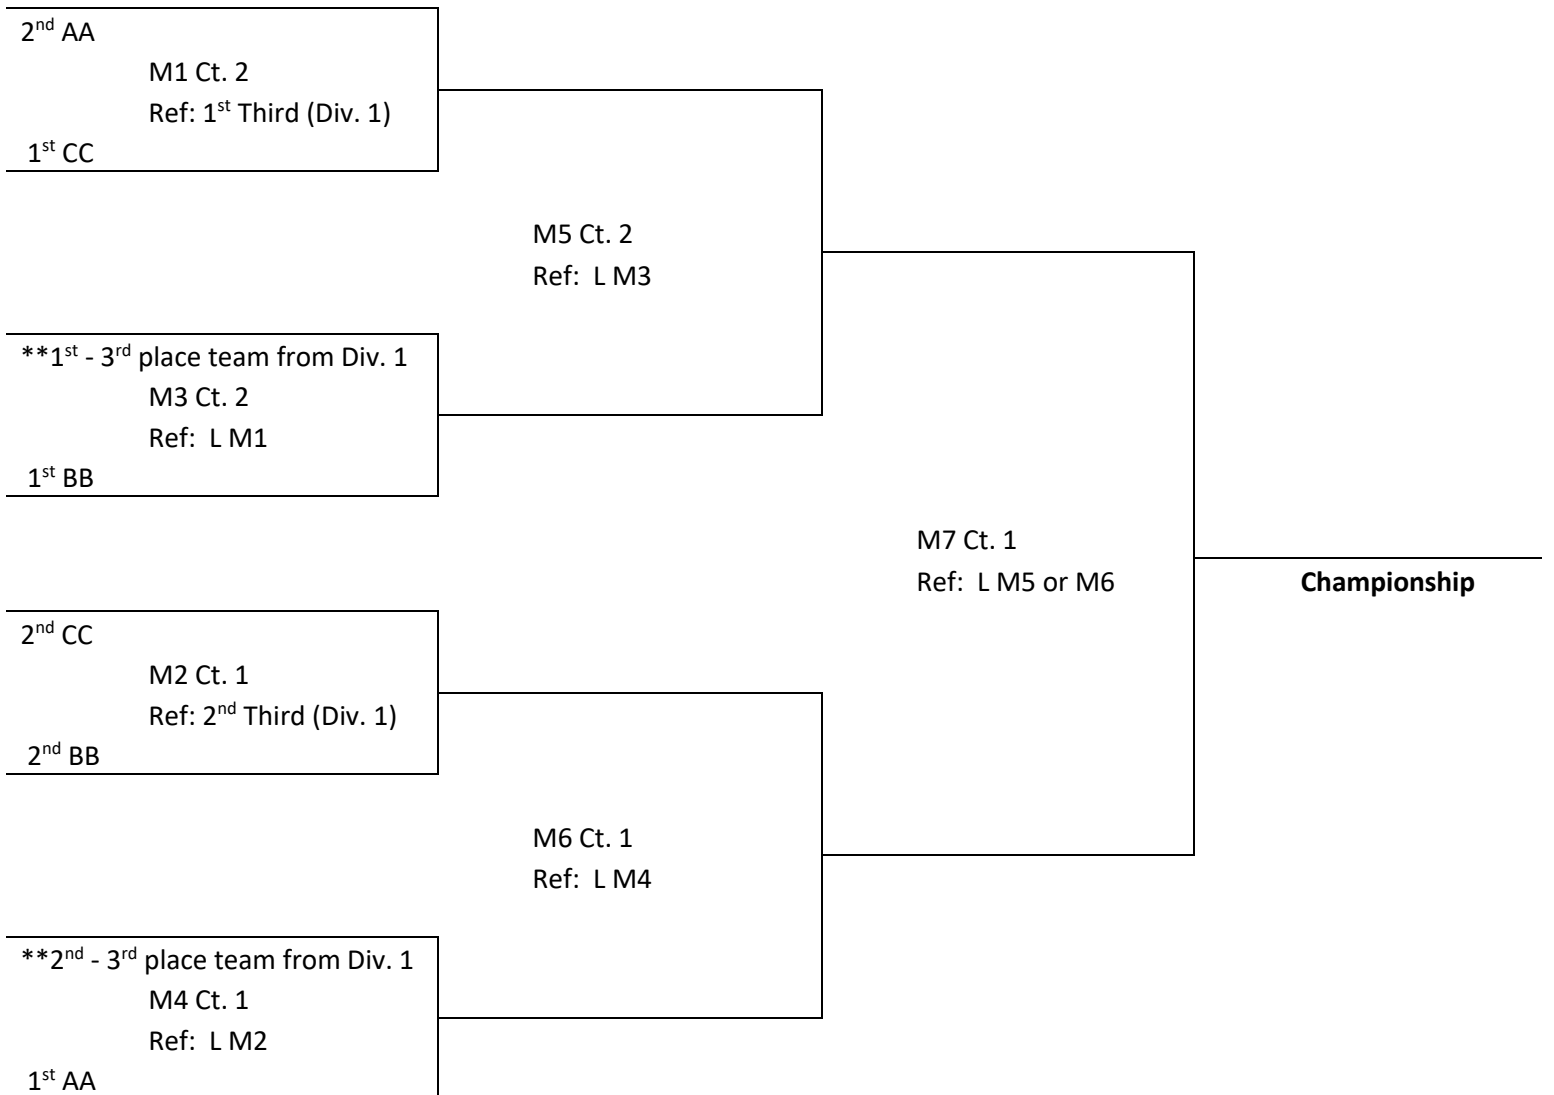 2nd AA
M1 Ct. 2
Ref: 1st Third (Div. 1)
1st CC
M5 Ct. 2
Ref:  L M3
**1st - 3rd place team from Div. 1
M3 Ct. 2
Ref:  L M1
1st BB
M7 Ct. 1
Ref:  L M5 or M6
Championship
2nd CC
M2 Ct. 1
Ref: 2nd Third (Div. 1)
2nd BB
M6 Ct. 1
Ref:  L M4
**2nd - 3rd place team from Div. 1
M4 Ct. 1
Ref:  L M2
1st AA